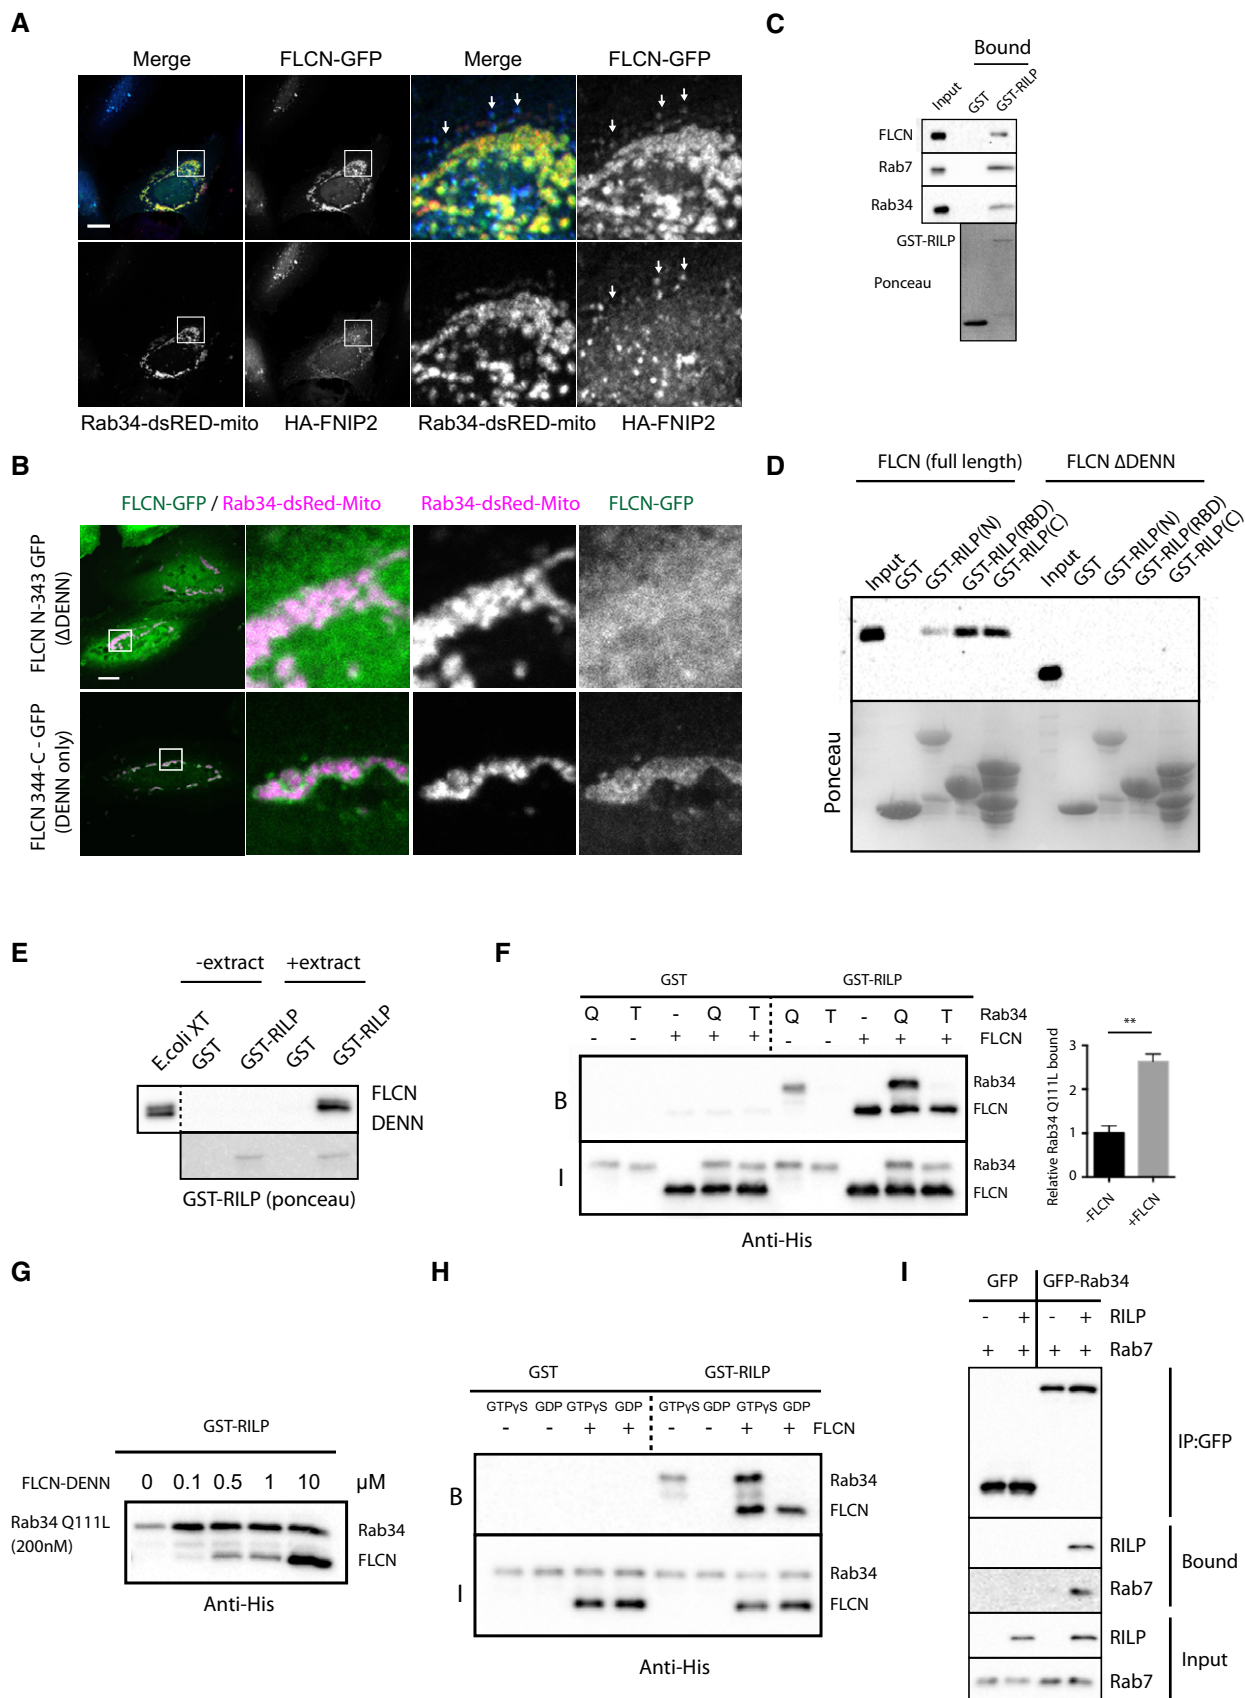 A
Merge FLCN-GFP Merge FLCN-GFP
Rab34-dsRED-mito HA-FNIP2 Rab34-dsRED-mito HA-FNIP2
B
FLCN-GFP / Rab34-dsRed-Mito Rab34-dsRed-Mito FLCN-GFP
FLCN N-343 GFP
(ΔDENN)
FLCN 344-C - GFP
(DENN only)
C
Bound
Input GST GST-RILP
FLCN
Rab7
Rab34
GST-RILP
Ponceau
D
FLCN (full length) FLCN ΔDENN
Input GST GST-RILP(N) GST-RILP(RBD) GST-RILP(C) Input GST GST-RILP(N) GST-RILP(RBD) GST-RILP(C)
Ponceau
E
-extract +extract
E.coli XT GST GST-RILP GST GST-RILP
FLCN
DENN
GST-RILP (ponceau)
F
GST GST-RILP
Q T - Q T Q T - Q T Rab34
- - + + + - - + + + FLCN
B
Rab34
FLCN
I
Rab34
FLCN
Anti-His
Relative Rab34 Q111L bound
**
3
2
1
0
-FLCN +FLCN
G
GST-RILP
FLCN-DENN 0 0.1 0.5 1 10 µM
Rab34 Q111L
(200nM)
Rab34
FLCN
Anti-His
H
GST GST-RILP
GTPγS GDP GTPγS GDP GTPγS GDP GTPγS GDP
- - + + - - + + FLCN
B
Rab34
FLCN
I
Rab34
FLCN
Anti-His
I
GFP GFP-Rab34
- + - + RILP
+ + + + Rab7
IP:GFP
RILP
Rab7
Bound
RILP
Rab7
Input